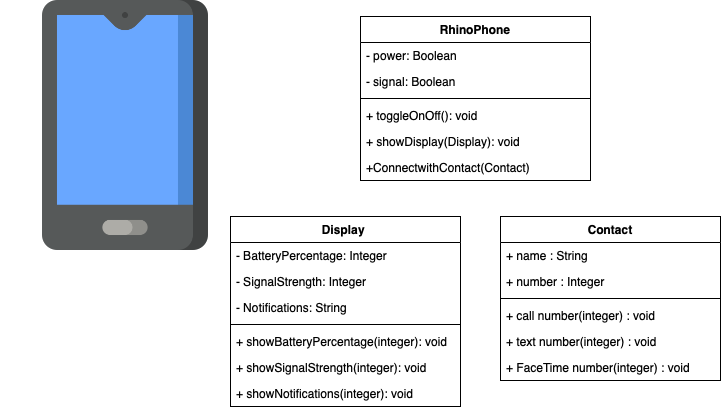 RhinoPhone
- power: Boolean
- signal: Boolean
+ toggleOnOff(): void
+ showDisplay(Display): void
+ConnectwithContact(Contact)
Display
- BatteryPercentage: Integer
- SignalStrength: Integer
- Notifications: String
+ showBatteryPercentage(integer): void
+ showSignalStrength(integer): void
+ showNotifications(integer): void
Contact
+ name : String
+ number : Integer
+ call number(integer) : void
+ text number(integer) : void
+ FaceTime number(integer) : void